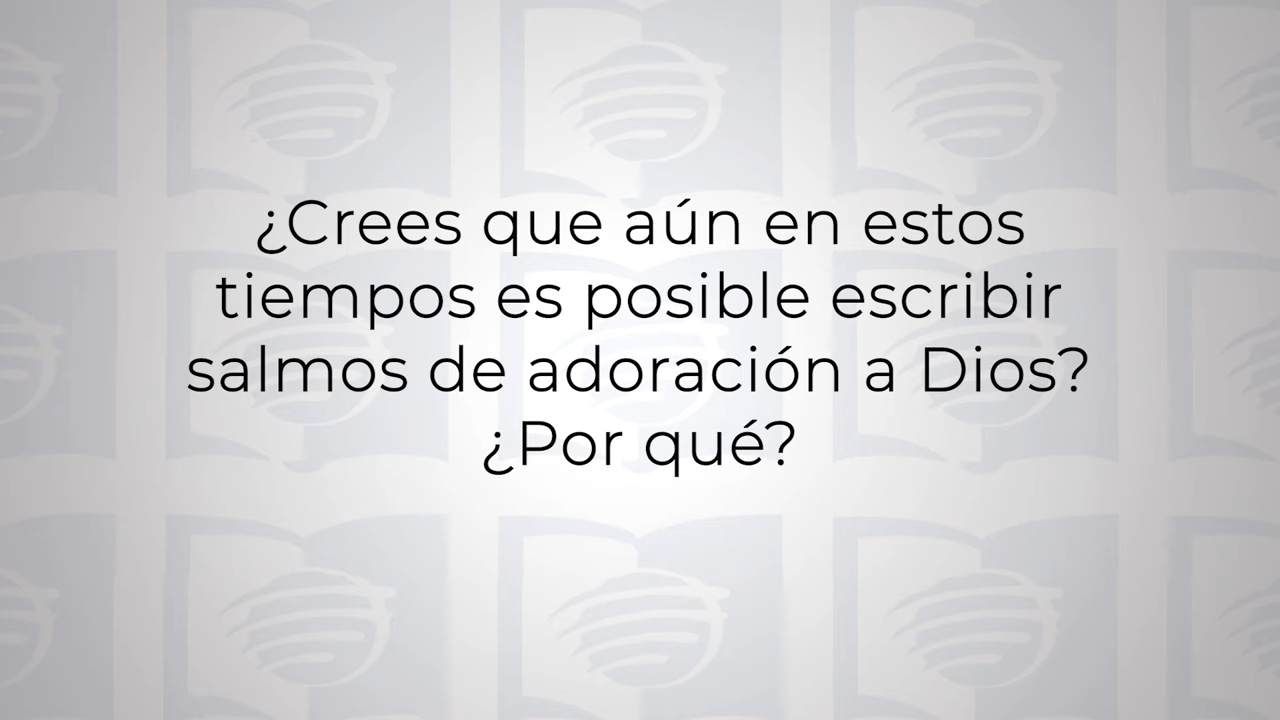 ¿Crees que aún en estos
tiempos es posible escribir
salmos de adoración a Dios?
¿Por qué?